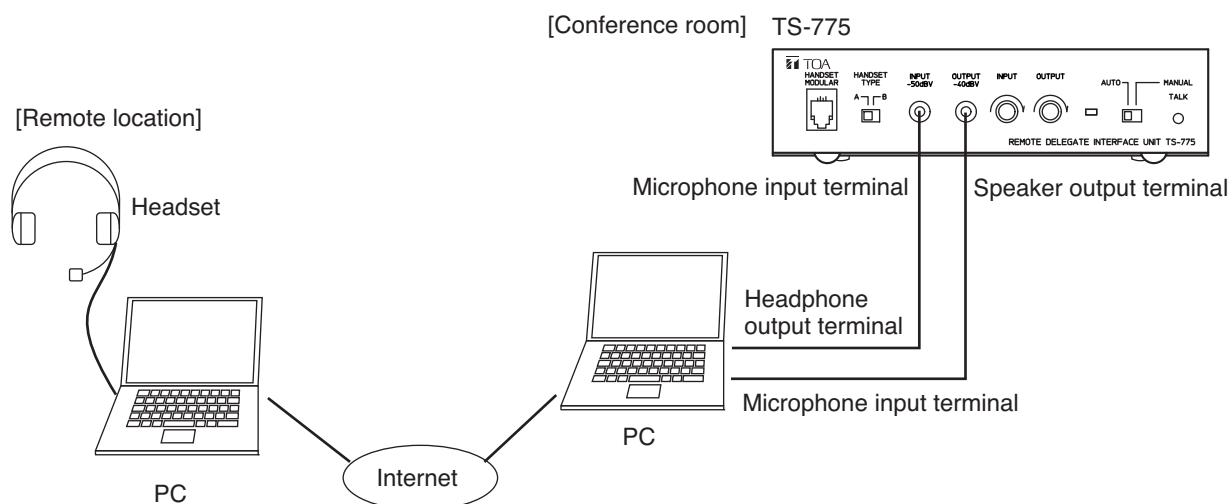 [Conference room] TS-775
TOA
HANDSET
MODULAR
HANDSET
TYPE
A B
INPUT
-50dBV
OUTPUT
-40dBV
INPUT
OUTPUT
AUTO
MANUAL
TALK
REMOTE DELEGATE INTERFACE UNIT TS-775
[Remote location]
Headset
Microphone input terminal
Speaker output terminal
Headphone
output terminal
Microphone input terminal
PC
Internet
PC